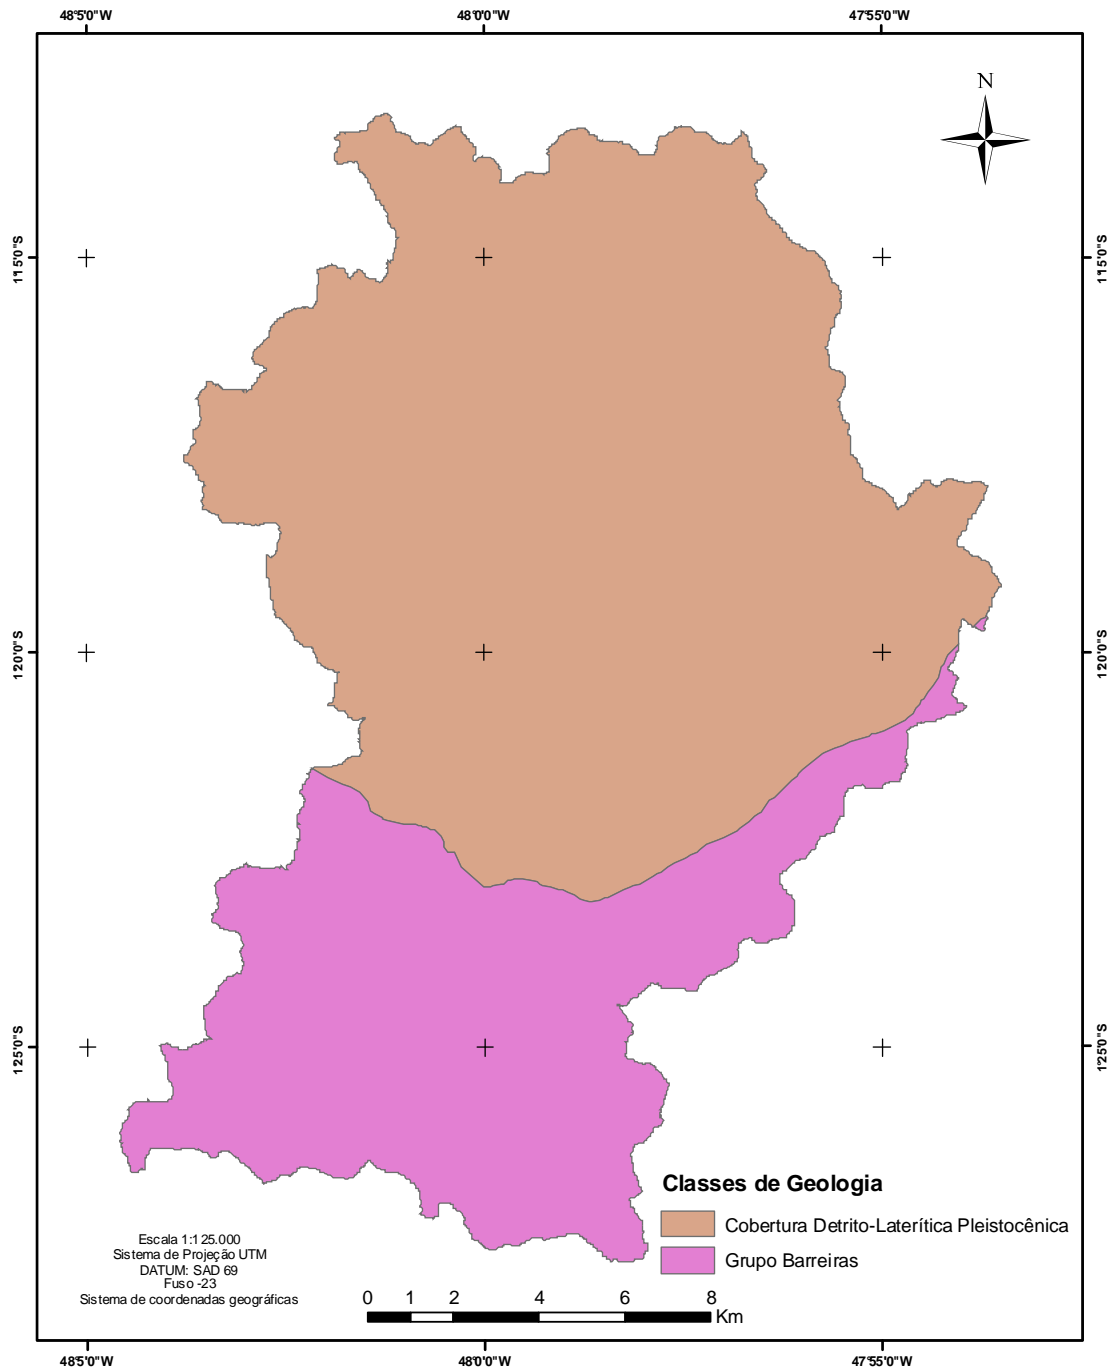 48°5'0"W 48°0'0"W 47°55'0"W
N
1°15'0"S 1°15'0"S
1°20'0"S 1°20'0"S
1°25'0"S 1°25'0"S
Classes de Geologia
Cobertura Detrito-Laterítica Pleistocênica
Grupo Barreiras
Escala 1:125.000
Sistema de Projeção UTM
DATUM: SAD 69
Fuso -23
Sistema de coordenadas geográficas
0 1 2 4 6 8
Km
48°5'0"W 48°0'0"W 47°55'0"W